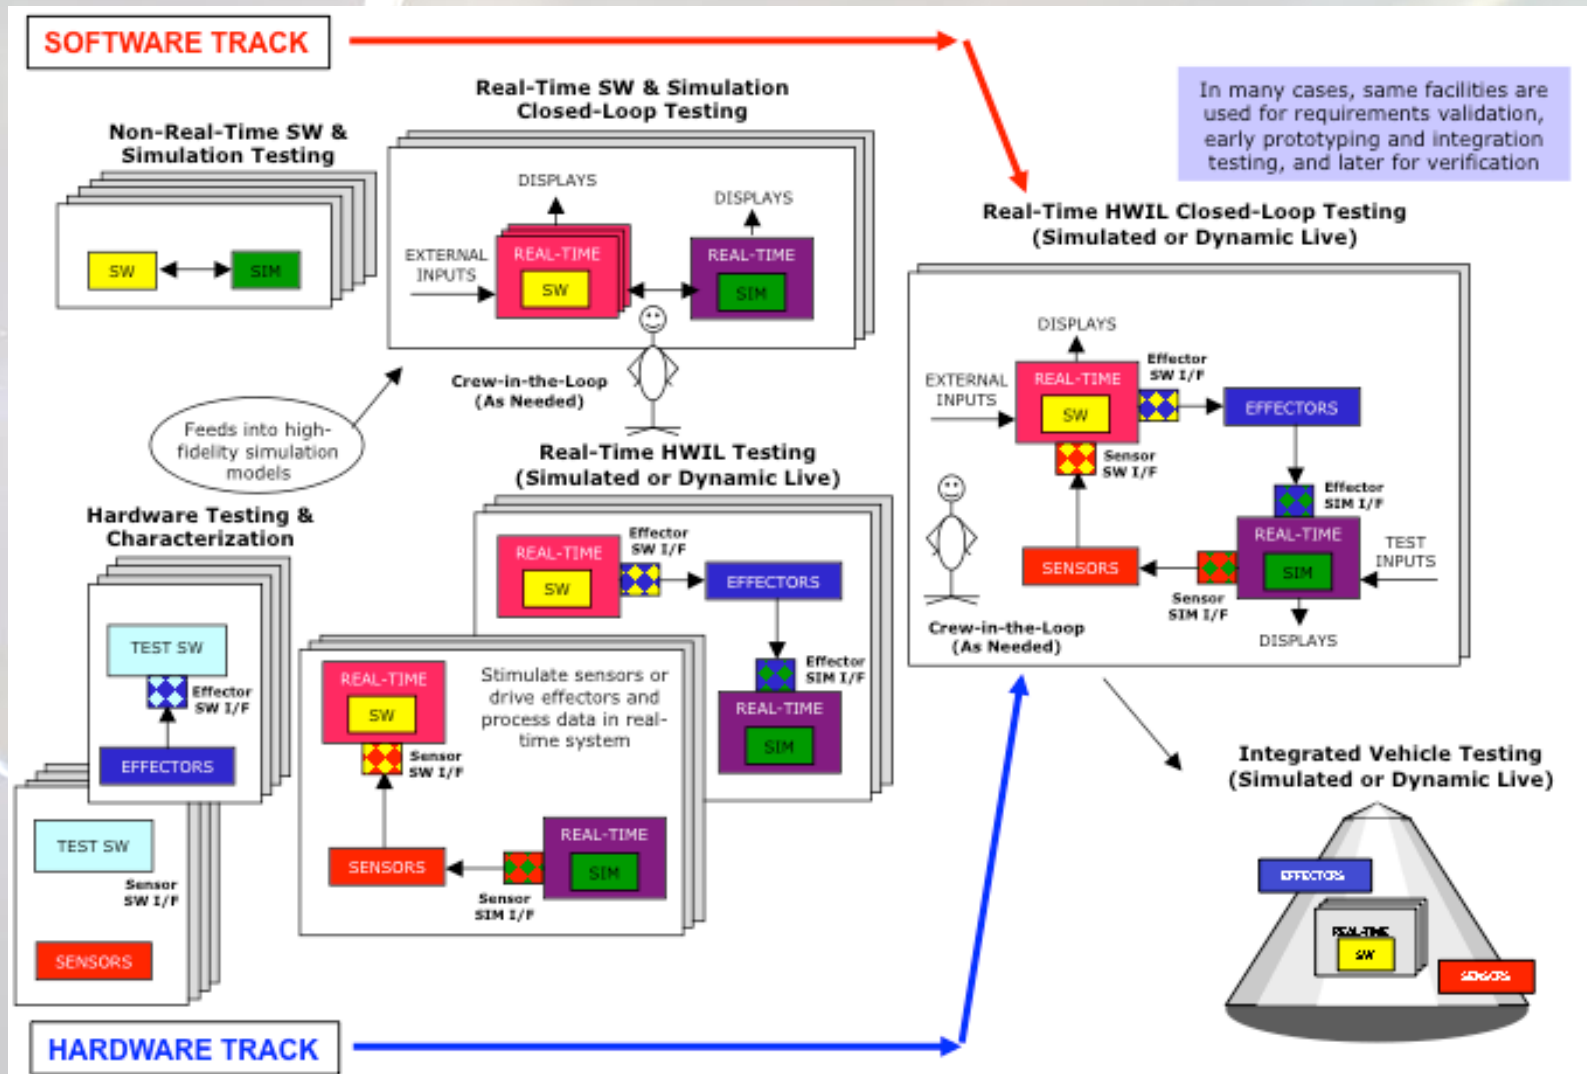 SOFTWARE TRACK
In many cases, same facilities are
used for requirements validation,
early prototyping and integration
testing, and later for verification
Non-Real-Time SW &
Simulation Testing
SW
SIM
Real-Time SW & Simulation
Closed-Loop Testing
DISPLAYS
DISPLAYS
EXTERNAL
INPUTS
REAL-TIME
SW
REAL-TIME
SIM
Crew-in-the-Loop
(As Needed)
Feeds into high-
fidelity simulation
models
Real-Time HWIL Closed-Loop Testing
(Simulated or Dynamic Live)
DISPLAYS
EXTERNAL
INPUTS
REAL-TIME
SW
Effector
SW I/F
EFFECTORS
Sensor
SW I/F
Effector
SIM I/F
SENSORS
Sensor
SIM I/F
REAL-TIME
SIM
TEST
INPUTS
DISPLAYS
Crew-in-the-Loop
(As Needed)
Hardware Testing &
Characterization
TEST SW
Effector
SW I/F
EFFECTORS
TEST SW
Sensor
SW I/F
SENSORS
Real-Time HWIL Testing
(Simulated or Dynamic Live)
REAL-TIME
SW
Effector
SW I/F
EFFECTORS
Effector
SIM I/F
REAL-TIME
SIM
REAL-TIME
SW
Stimulate sensors or
drive effectors and
process data in real-
time system
Sensor
SW I/F
SENSORS
Sensor
SIM I/F
REAL-TIME
SIM
Integrated Vehicle Testing
(Simulated or Dynamic Live)
EFFECTORS
REAL-TIME
SW
SENSORS
HARDWARE TRACK